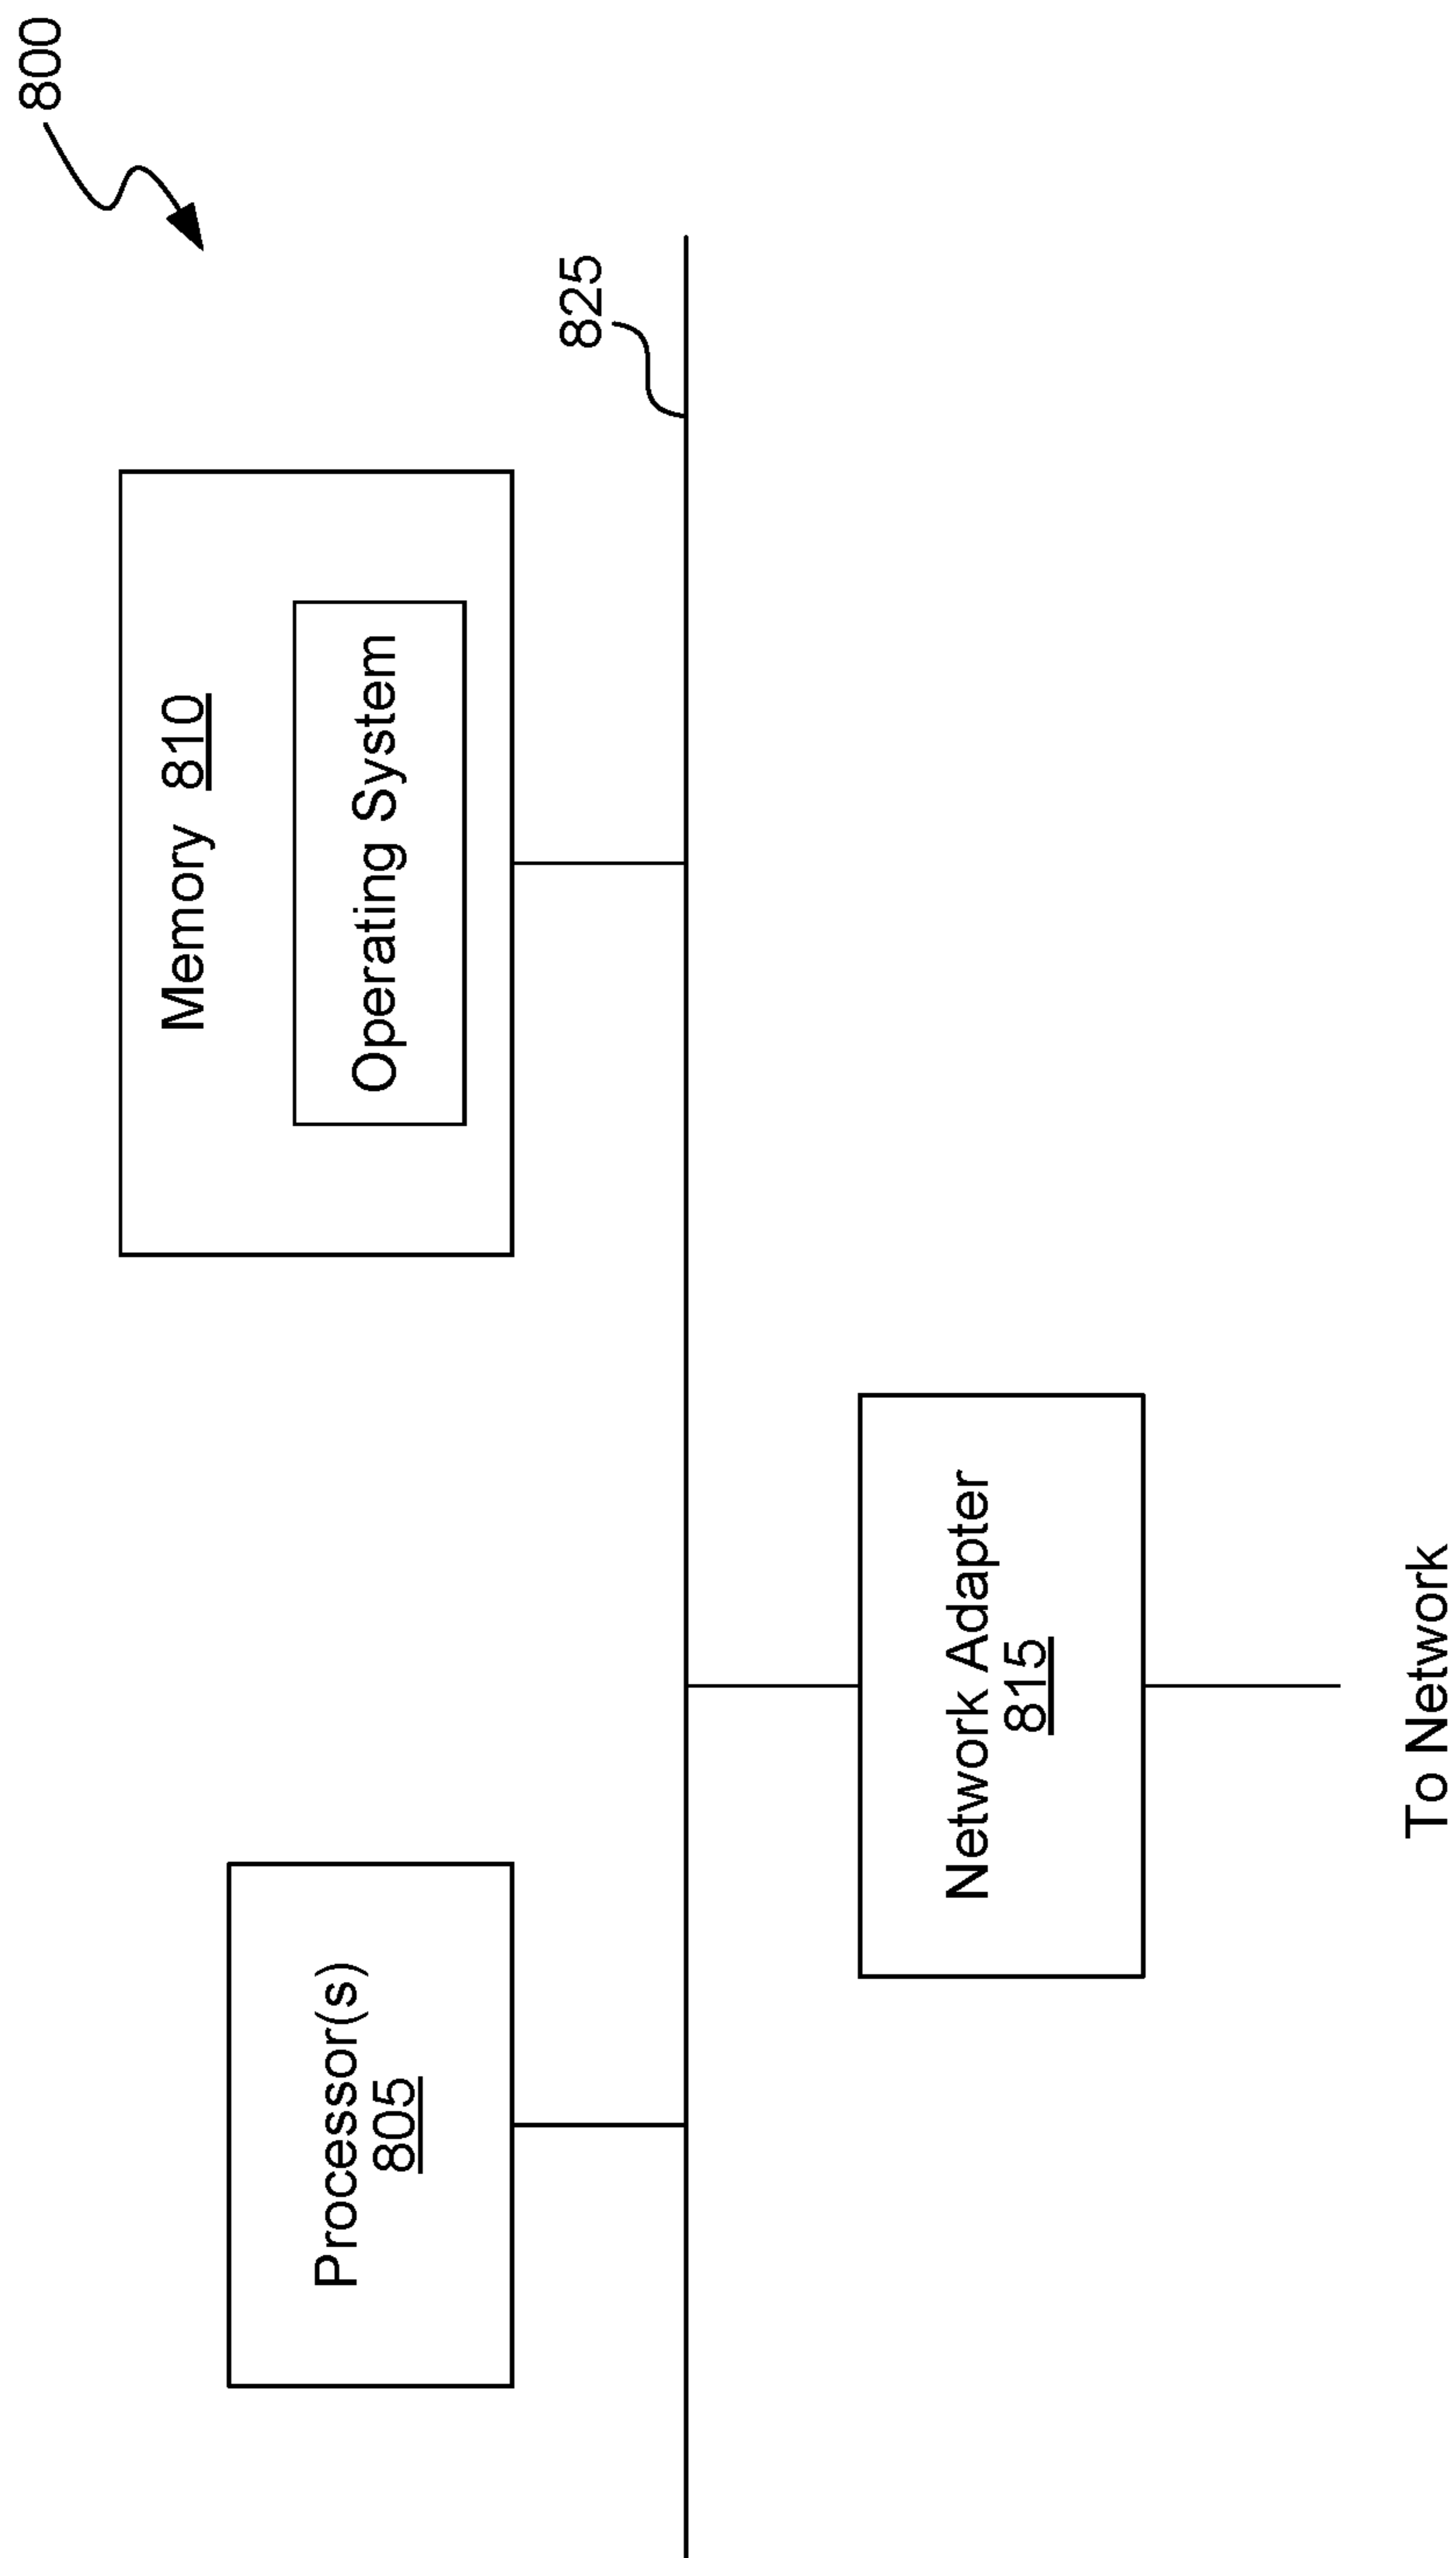 800
Memory 810
Operating System
825
Processor(s)
805
Network Adapter
815
To Network